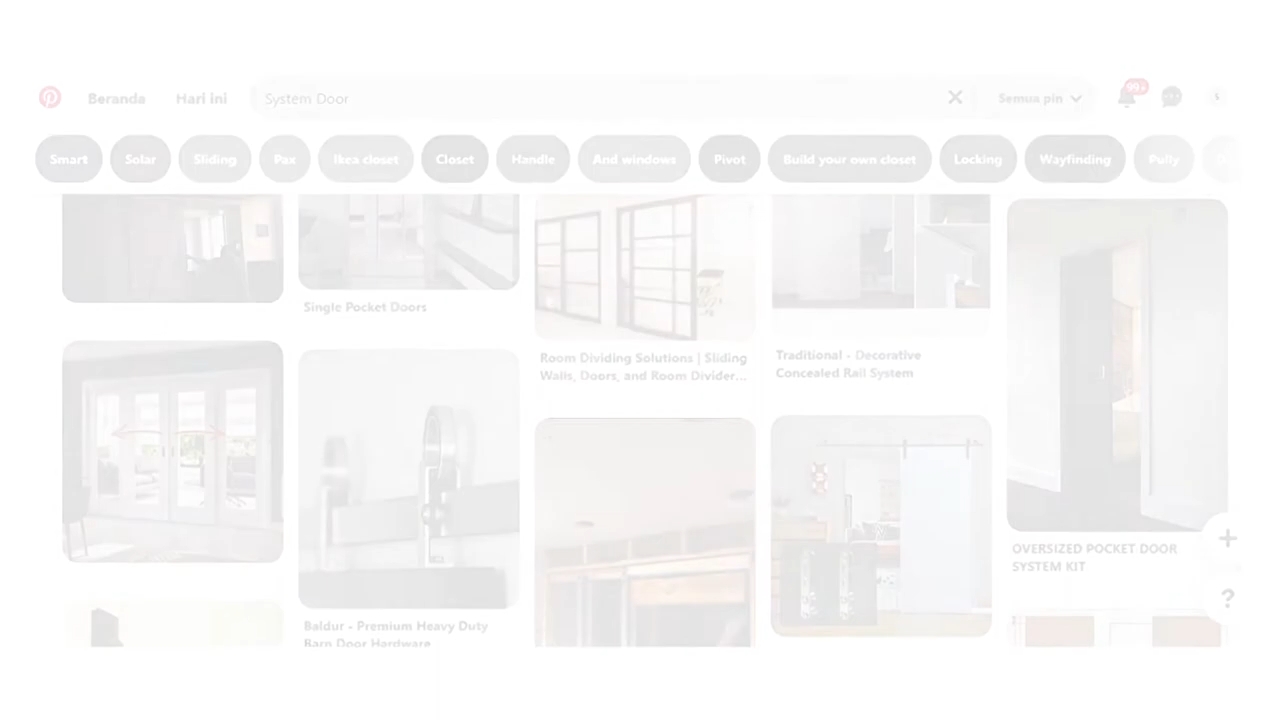 Beranda
Hari ini
System Door
Semua pin
99+
Smart
Solar
Sliding
Pax
Ikea closet
Closet
Handle
And windows
Pivot
Build your own closet
Locking
Wayfinding
Pully
Single Pocket Doors
Room Dividing Solutions | Sliding
Walls, Doors, and Room Divider...
Traditional - Decorative
Concealed Rail System
OVERSIZED POCKET DOOR
SYSTEM KIT
?
Baldur - Premium Heavy Duty
Barn Door Hardware